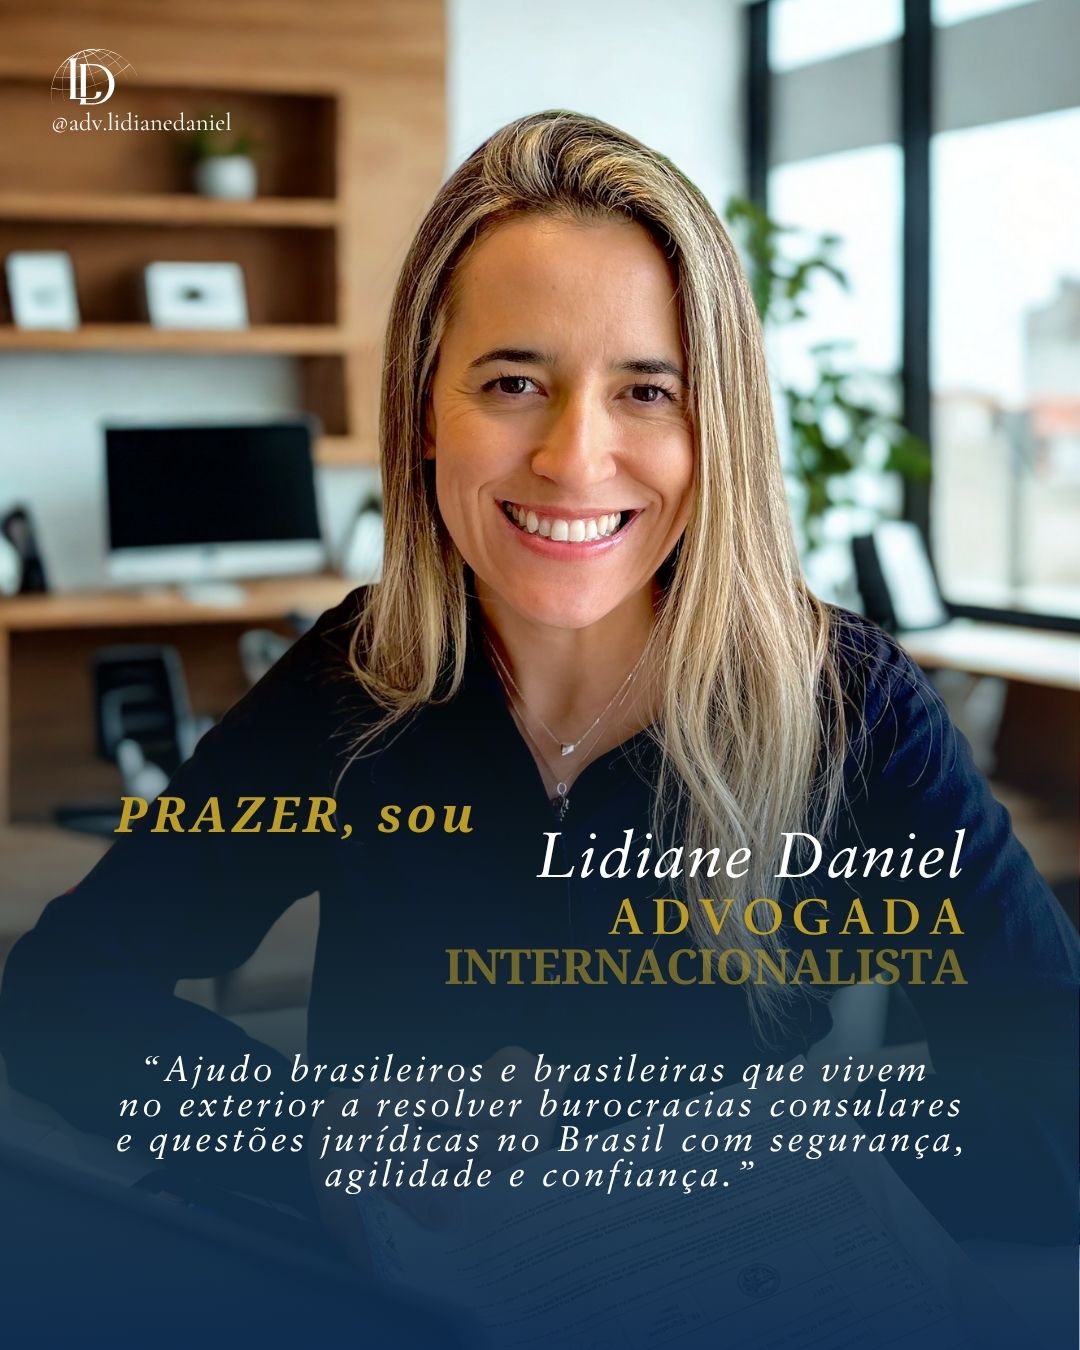 LD
@adv.lidianedaniel
PRAZER, sou
Lidiane Daniel
ADVOGADA
INTERNACIONALISTA
“Ajudo brasileiros e brasileiras que vivem
no exterior a resolver burocracias consulares
e questões jurídicas no Brasil com segurança,
agilidade e confiança.”